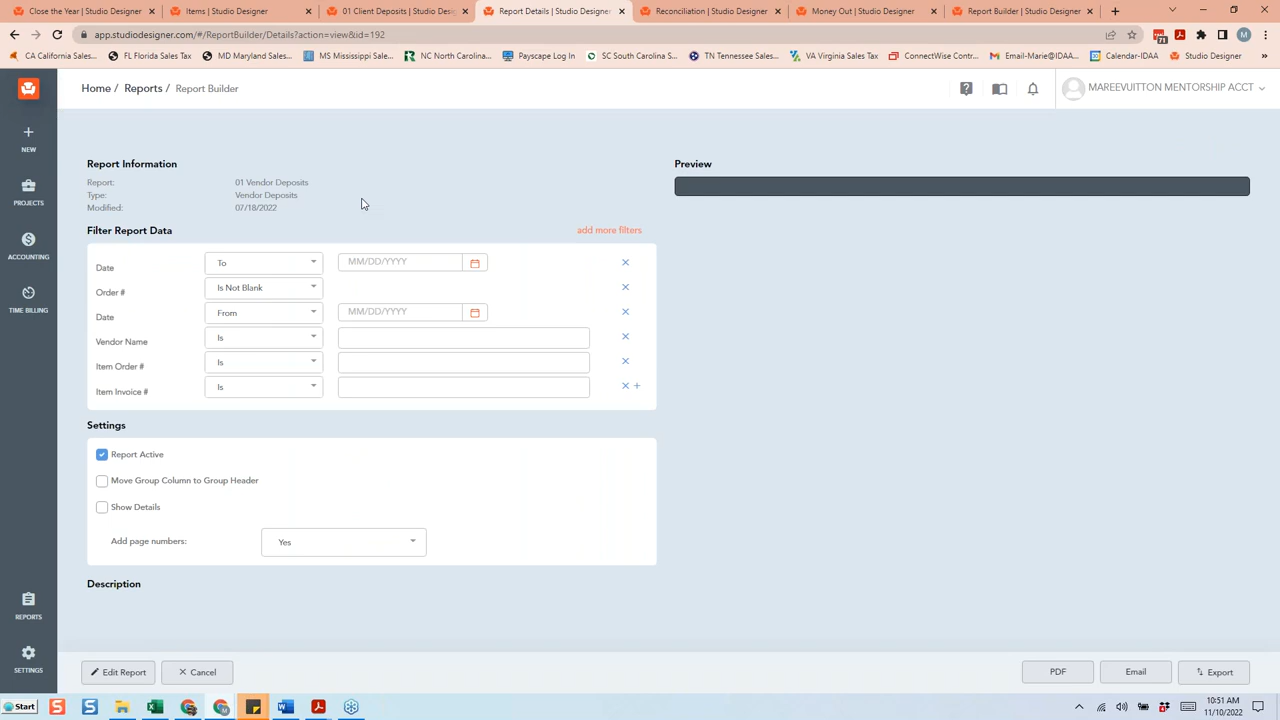 Close the Year | Studio Designer
Items | Studio Designer
01 Client Deposits | Studio Desig
Report Details | Studio Designer
Reconciliation | Studio Designer
Money Out | Studio Designer
Report Builder | Studio Designer
app.studiodesigner.com/#/ReportBuilder/Details?action=view&id=192
M
CA California Sales...
FL Florida Sales Tax
MD Maryland Sales...
MS Mississippi Sale...
NC North Carolina...
Payscape Log In
SC South Carolina S...
TN Tennessee Sales...
VA Virginia Sales Tax
ConnectWise Contr...
Email-Marie@IDAA...
Calendar-IDAA
Studio Designer
»
Home / Reports / Report Builder
MAREEVUITTON MENTORSHIP ACCT
NEW
PROJECTS
ACCOUNTING
TIME BILLING
REPORTS
SETTINGS
Report Information
Report: 01 Vendor Deposits
Type: Vendor Deposits
Modified: 07/18/2022
Preview
Filter Report Data add more filters
Date To MM/DD/YYYY
Order # Is Not Blank
Date From MM/DD/YYYY
Vendor Name Is
Item Order # Is
Item Invoice # Is
Settings
Report Active
Move Group Column to Group Header
Show Details
Add page numbers: Yes
Description
Edit Report
Cancel
PDF
Email
Export
Start
10:51 AM
11/10/2022